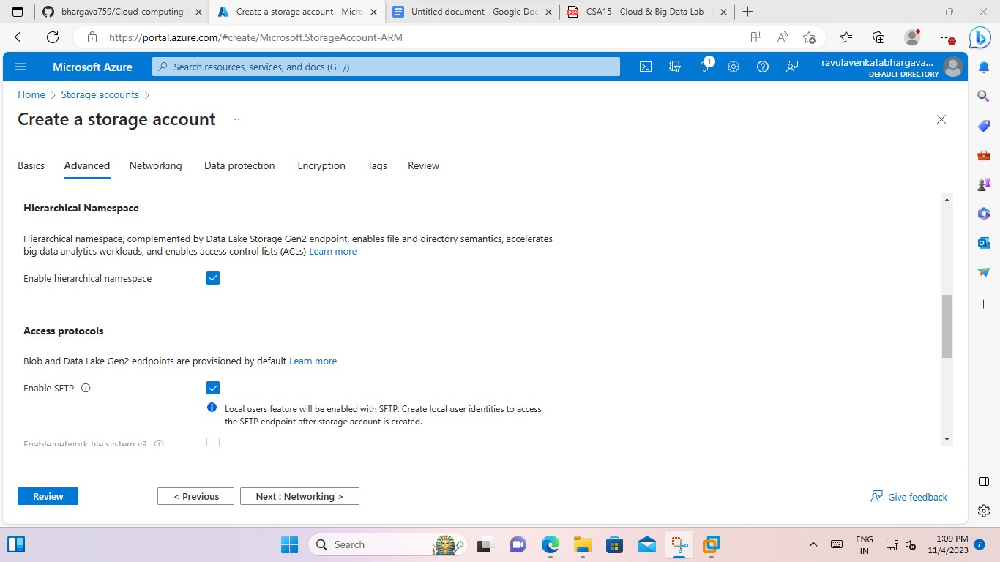 bhargava759/Cloud-computing-
Create a storage account - Micro
Untitled document - Google Doc
CSA15 - Cloud & Big Data Lab -
https://portal.azure.com/#create/Microsoft.StorageAccount-ARM
Microsoft Azure
Search resources, services, and docs (G+/)
1
ravulavenkatabhargava...
DEFAULT DIRECTORY
Home > Storage accounts >
Create a storage account ...
Basics Advanced Networking Data protection Encryption Tags Review
Hierarchical Namespace
Hierarchical namespace, complemented by Data Lake Storage Gen2 endpoint, enables file and directory semantics, accelerates
big data analytics workloads, and enables access control lists (ACLs) Learn more
Enable hierarchical namespace
Access protocols
Blob and Data Lake Gen2 endpoints are provisioned by default Learn more
Enable SFTP
Local users feature will be enabled with SFTP. Create local user identities to access
the SFTP endpoint after storage account is created.
Enable network file system v3
Review
< Previous
Next : Networking >
Give feedback
Search
ENG
IN
1:09 PM
11/4/2023
7